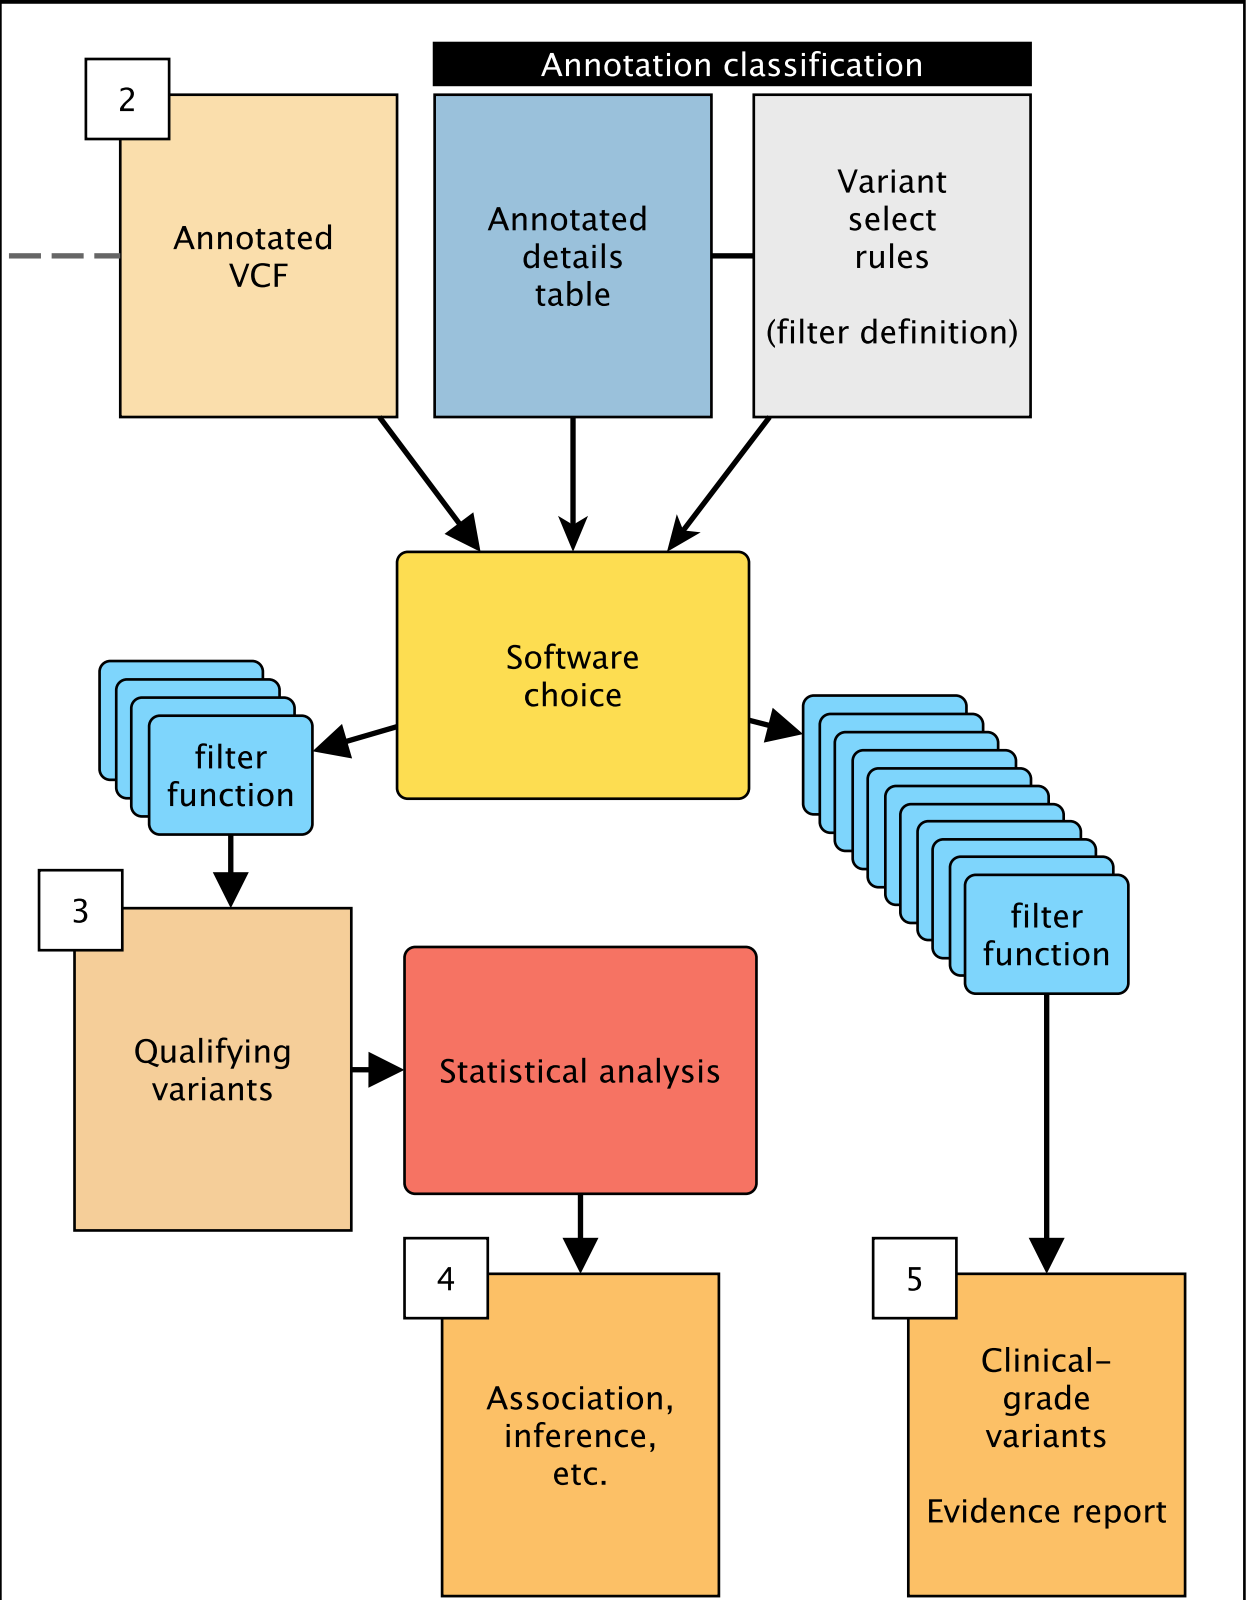 Annotation classification
2
Annotated
VCF
Annotated
details
table
Variant
select
rules
(filter definition)
Software
choice
filter
function
filter
function
3
Qualifying
variants
Statistical analysis
4
Association,
inference,
etc.
5
Clinical-
grade
variants
Evidence report